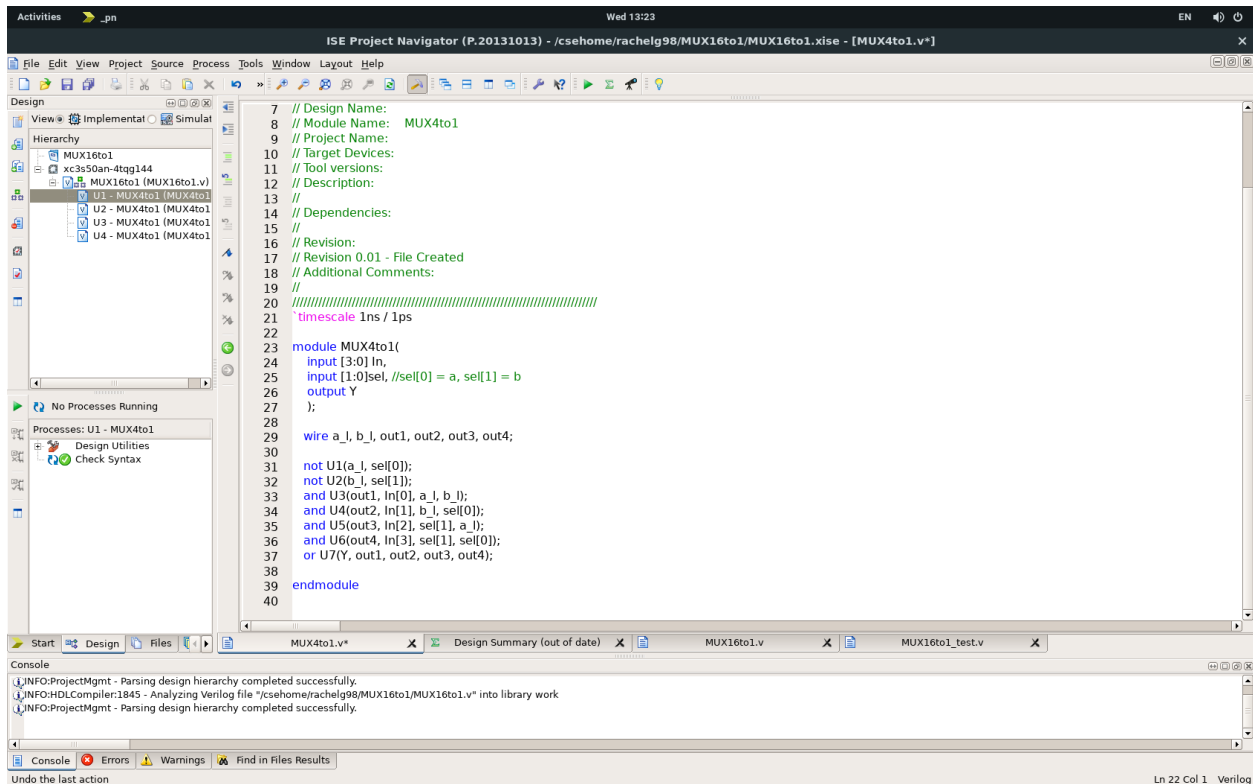 Activities _pn Wed 13:23 EN
ISE Project Navigator (P.20131013) - /csehome/rachelg98/MUX16to1/MUX16to1.xise - [MUX4to1.v*]
File Edit View Project Source Process Tools Window Layout Help
Design
View Implementat Simulat
Hierarchy
MUX16to1
xc3s50an-4tqg144
MUX16to1 (MUX16to1.v)
U1 - MUX4to1 (MUX4to1
U2 - MUX4to1 (MUX4to1
U3 - MUX4to1 (MUX4to1
U4 - MUX4to1 (MUX4to1
No Processes Running
Processes: U1 - MUX4to1
Design Utilities
Check Syntax
Start Design Files
7 // Design Name:
8 // Module Name: MUX4to1
9 // Project Name:
10 // Target Devices:
11 // Tool versions:
12 // Description:
13 //
14 // Dependencies:
15 //
16 // Revision:
17 // Revision 0.01 - File Created
18 // Additional Comments:
19 //
20 //////////////////////////////////////////////////////////////////////////////////
21 `timescale 1ns / 1ps
22
23 module MUX4to1(
24 input [3:0] In,
25 input [1:0]sel, //sel[0] = a, sel[1] = b
26 output Y
27 );
28
29 wire a_l, b_l, out1, out2, out3, out4;
30
31 not U1(a_l, sel[0]);
32 not U2(b_l, sel[1]);
33 and U3(out1, In[0], a_l, b_l);
34 and U4(out2, In[1], b_l, sel[0]);
35 and U5(out3, In[2], sel[1], a_l);
36 and U6(out4, In[3], sel[1], sel[0]);
37 or U7(Y, out1, out2, out3, out4);
38
39 endmodule
40
MUX4to1.v* Design Summary (out of date) MUX16to1.v MUX16to1_test.v
Console
INFO:ProjectMgmt - Parsing design hierarchy completed successfully.
INFO:HDLCompiler:1845 - Analyzing Verilog file "/csehome/rachelg98/MUX16to1/MUX16to1.v" into library work
INFO:ProjectMgmt - Parsing design hierarchy completed successfully.
Console Errors Warnings Find in Files Results
Undo the last action Ln 22 Col 1 Verilog